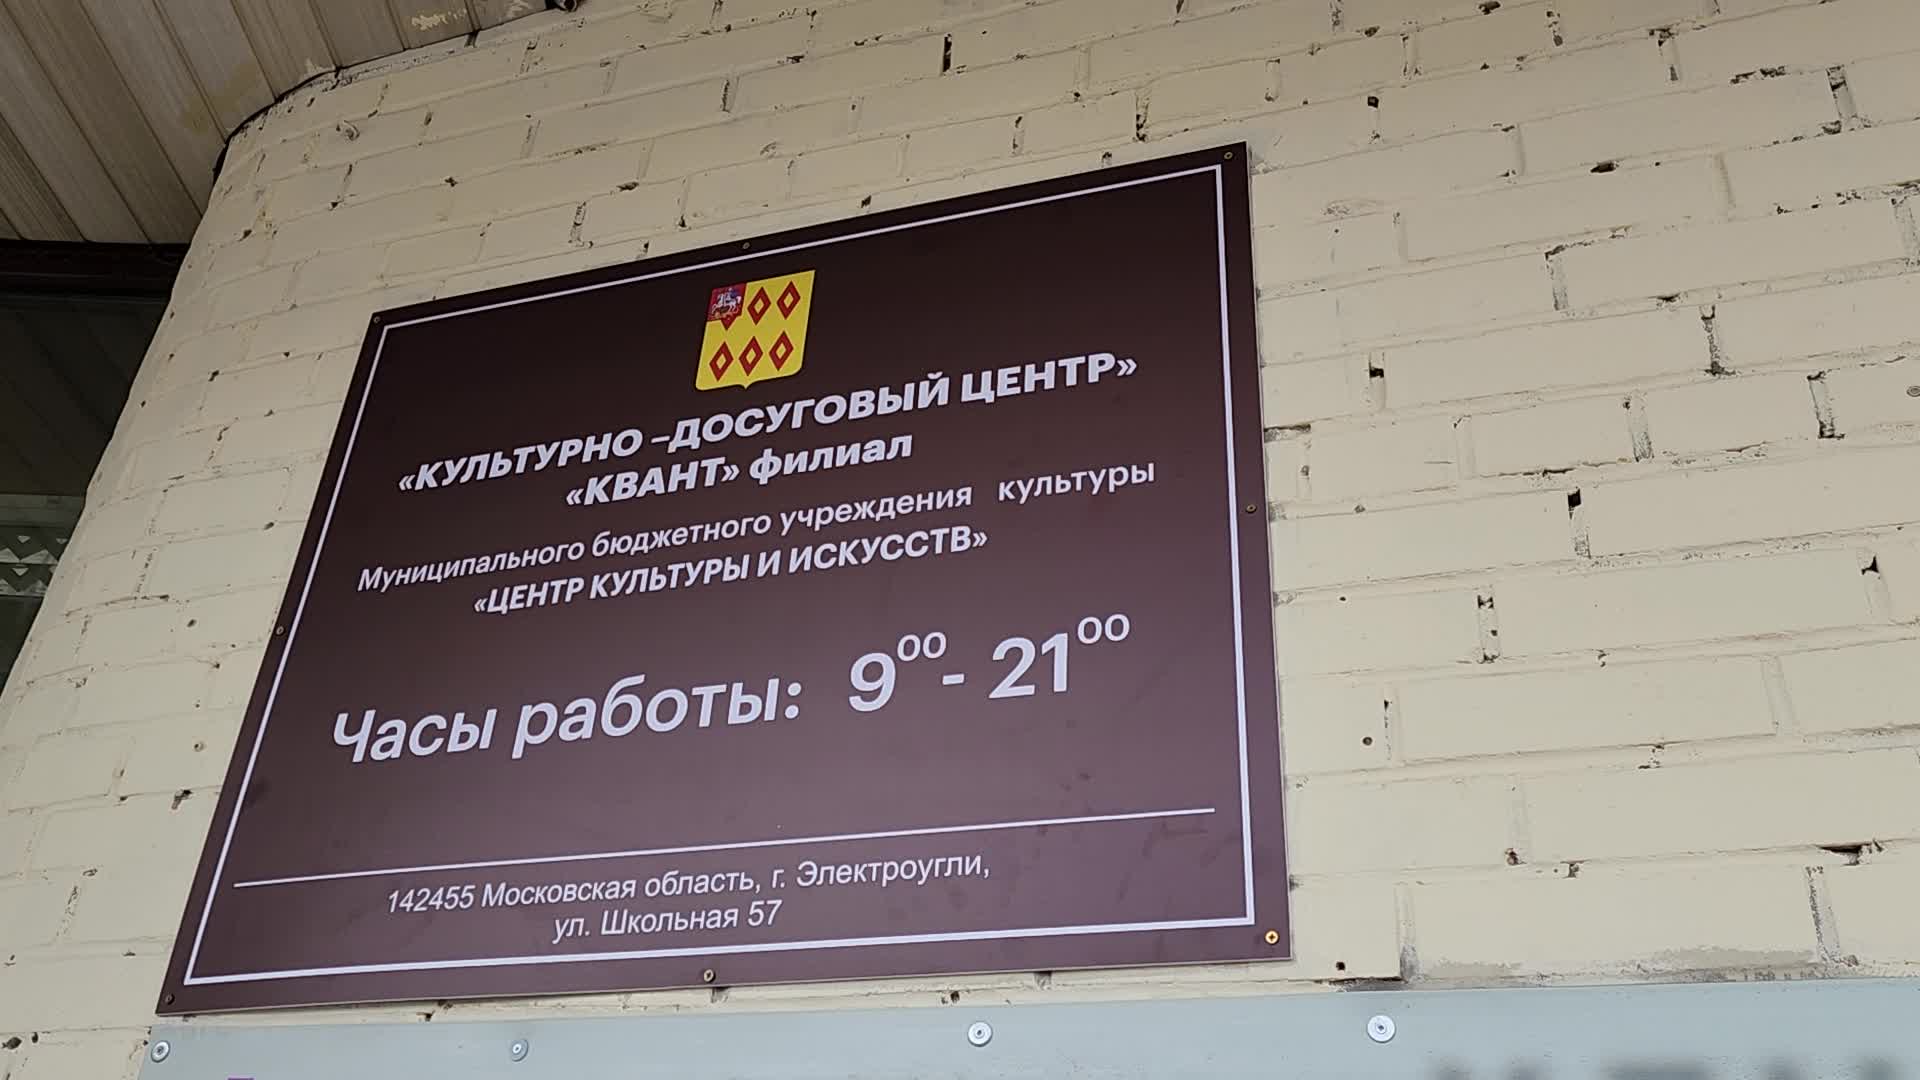 «КУЛЬТУРНО –ДОСУГОВЫЙ ЦЕНТР»
«КВАНТ» филиал
Муниципального бюджетного учреждения культуры
«ЦЕНТР КУЛЬТУРЫ И ИСКУССТВ»
Часы работы: 9⁰⁰- 21⁰⁰
142455 Московская область, г. Электроугли,
ул. Школьная 57